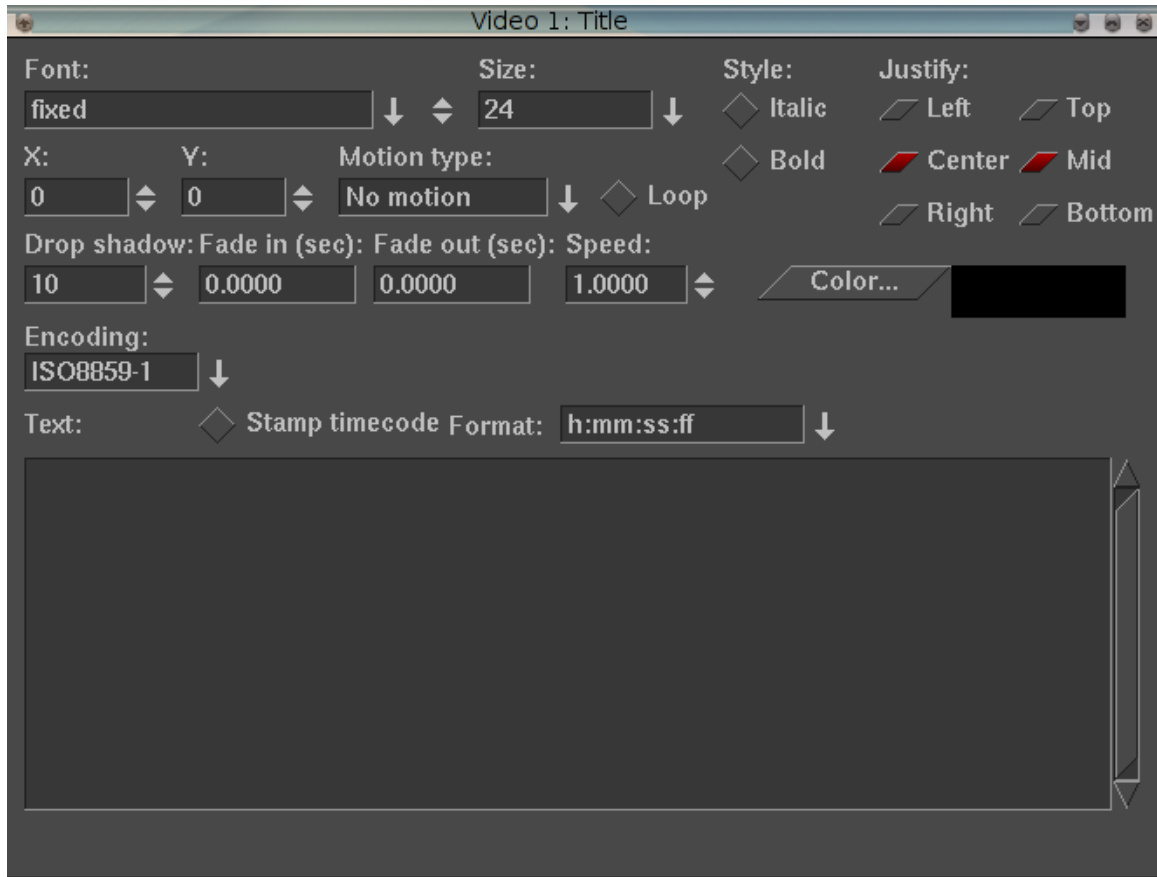 Video 1: Title
Font: Size: Style: Justify:
fixed 24 Italic Left Top
X: Y: Motion type: Bold Center Mid
0 0 No motion Loop
Right Bottom
Drop shadow: Fade in (sec): Fade out (sec): Speed:
10 0.0000 0.0000 1.0000 Color...
Encoding:
ISO8859-1
Text: Stamp timecode Format: h:mm:ss:ff